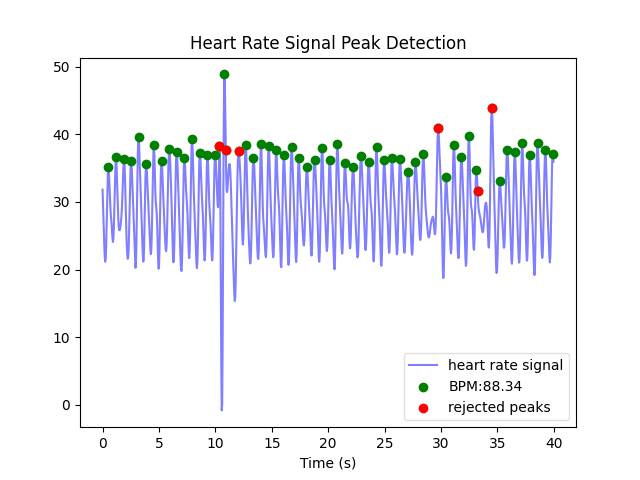 Heart Rate Signal Peak Detection
50
40
30
20
10
0
heart rate signal
BPM:88.34
rejected peaks
0 5 10 15 20 25 30 35 40
Time (s)